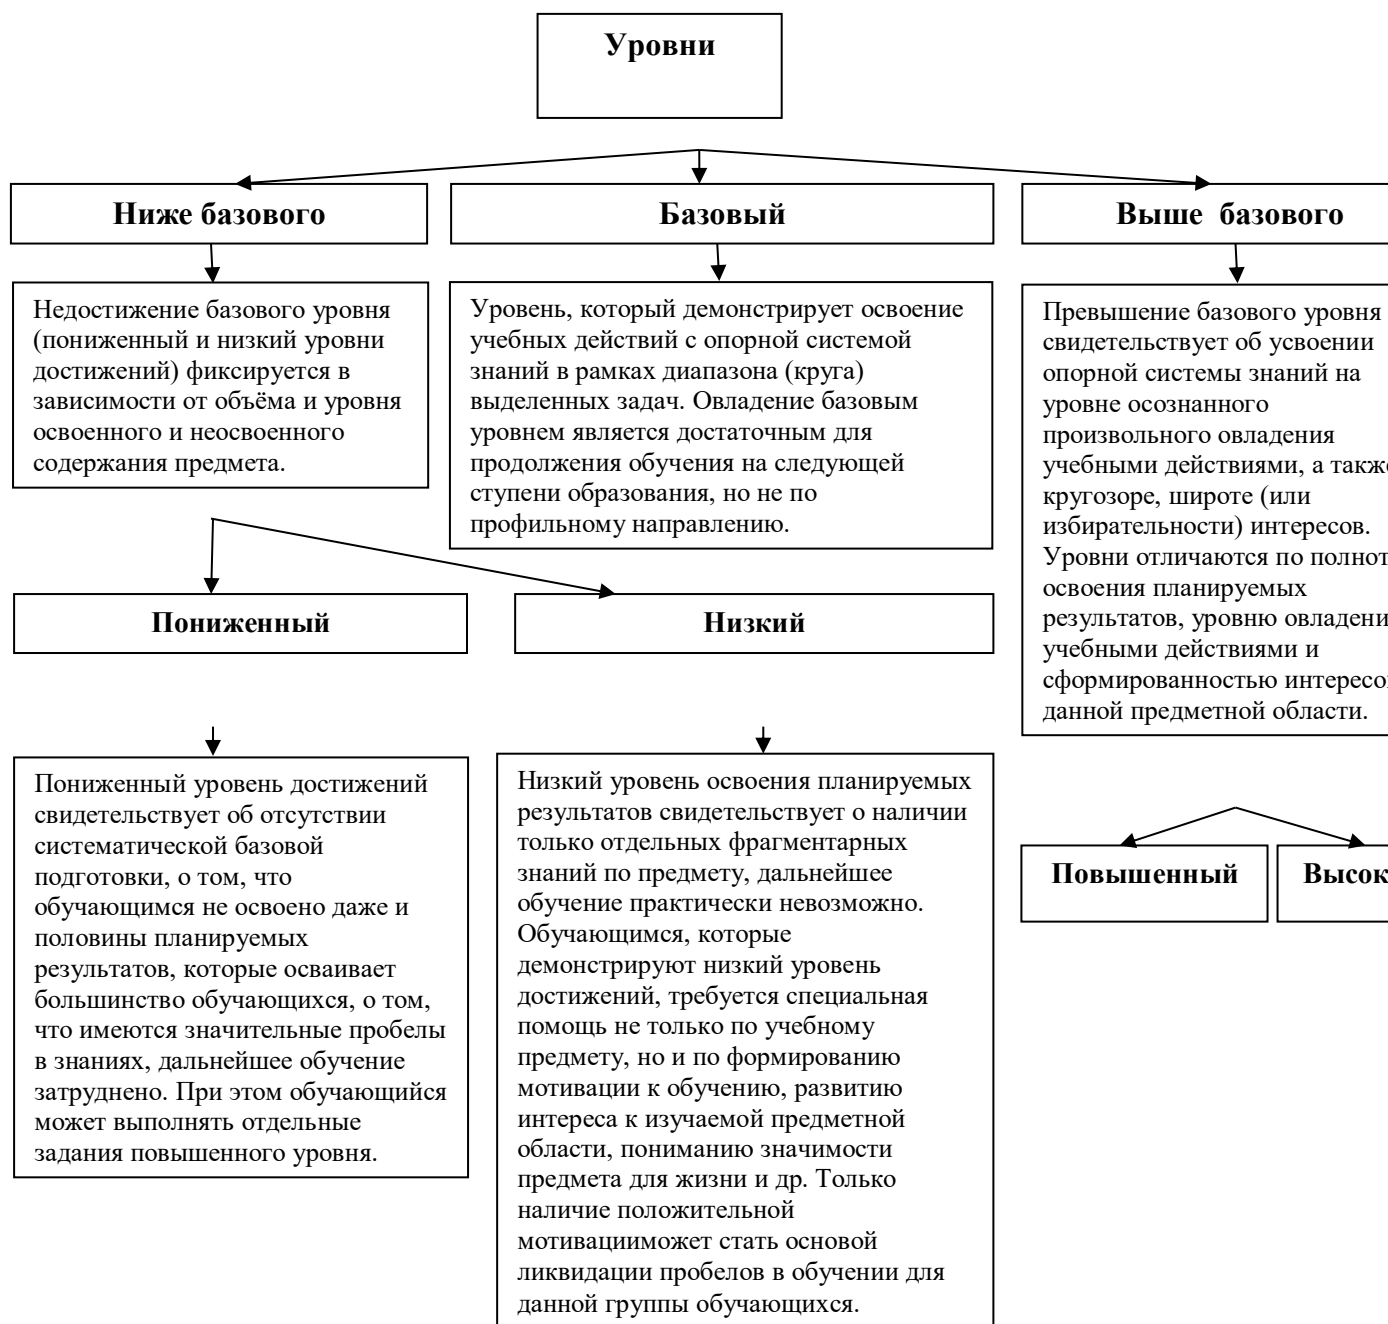 Уровни
Ниже базового
Базовый
Выше базового
Недостижение базового уровня
(пониженный и низкий уровни
достижений) фиксируется в
зависимости от объёма и уровня
освоенного и неосвоенного
содержания предмета.
Уровень, который демонстрирует освоение
учебных действий с опорной системой
знаний в рамках диапазона (круга)
выделенных задач. Овладение базовым
уровнем является достаточным для
продолжения обучения на следующей
ступени образования, но не по
профильному направлению.
Превышение базового уровня
свидетельствует об усвоении
опорной системы знаний на
уровне осознанного
произвольного овладения
учебными действиями, а также
кругозоре, широте (или
избирательности) интересов.
Уровни отличаются по полнот
освоения планируемых
результатов, уровню овладени
учебными действиями и
сформированностью интересо
данной предметной области.
Пониженный
Низкий
Пониженный уровень достижений
свидетельствует об отсутствии
систематической базовой
подготовки, о том, что
обучающимся не освоено даже и
половины планируемых
результатов, которые осваивает
большинство обучающихся, о том,
что имеются значительные пробелы
в знаниях, дальнейшее обучение
затруднено. При этом обучающийся
может выполнять отдельные
задания повышенного уровня.
Низкий уровень освоения планируемых
результатов свидетельствует о наличии
только отдельных фрагментарных
знаний по предмету, дальнейшее
обучение практически невозможно.
Обучающимся, которые
демонстрируют низкий уровень
достижений, требуется специальная
помощь не только по учебному
предмету, но и по формированию
мотивации к обучению, развитию
интереса к изучаемой предметной
области, пониманию значимости
предмета для жизни и др. Только
наличие положительной
мотивацииможет стать основой
ликвидации пробелов в обучении для
данной группы обучающихся.
Повышенный
Высок